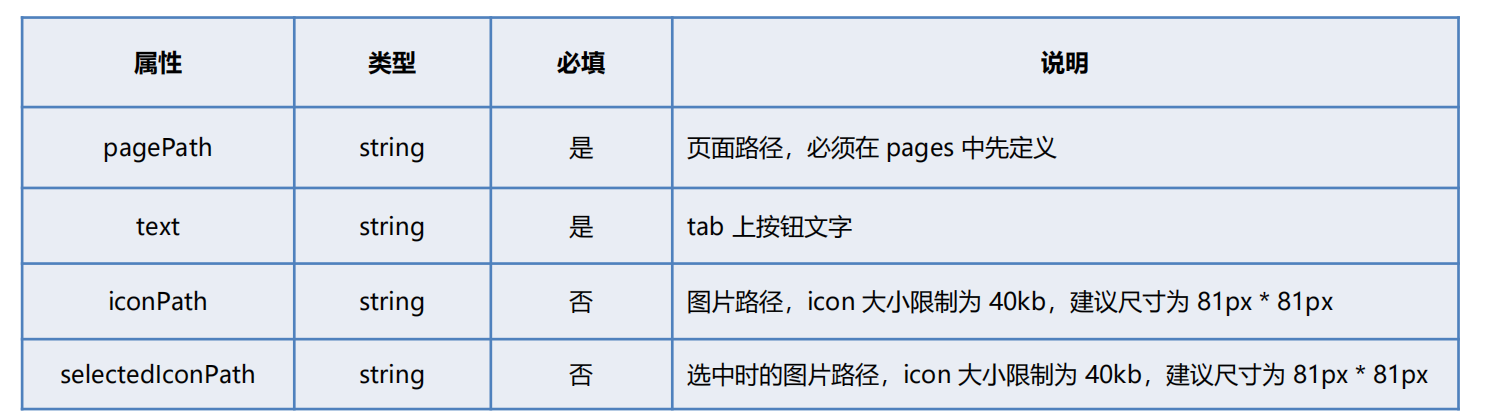 属性 类型 必填 说明
pagePath string 是 页面路径，必须在 pages 中先定义
text string 是 tab 上按钮文字
iconPath string 否 图片路径，icon 大小限制为 40kb，建议尺寸为 81px * 81px
selectedIconPath string 否 选中时的图片路径，icon 大小限制为 40kb，建议尺寸为 81px * 81px